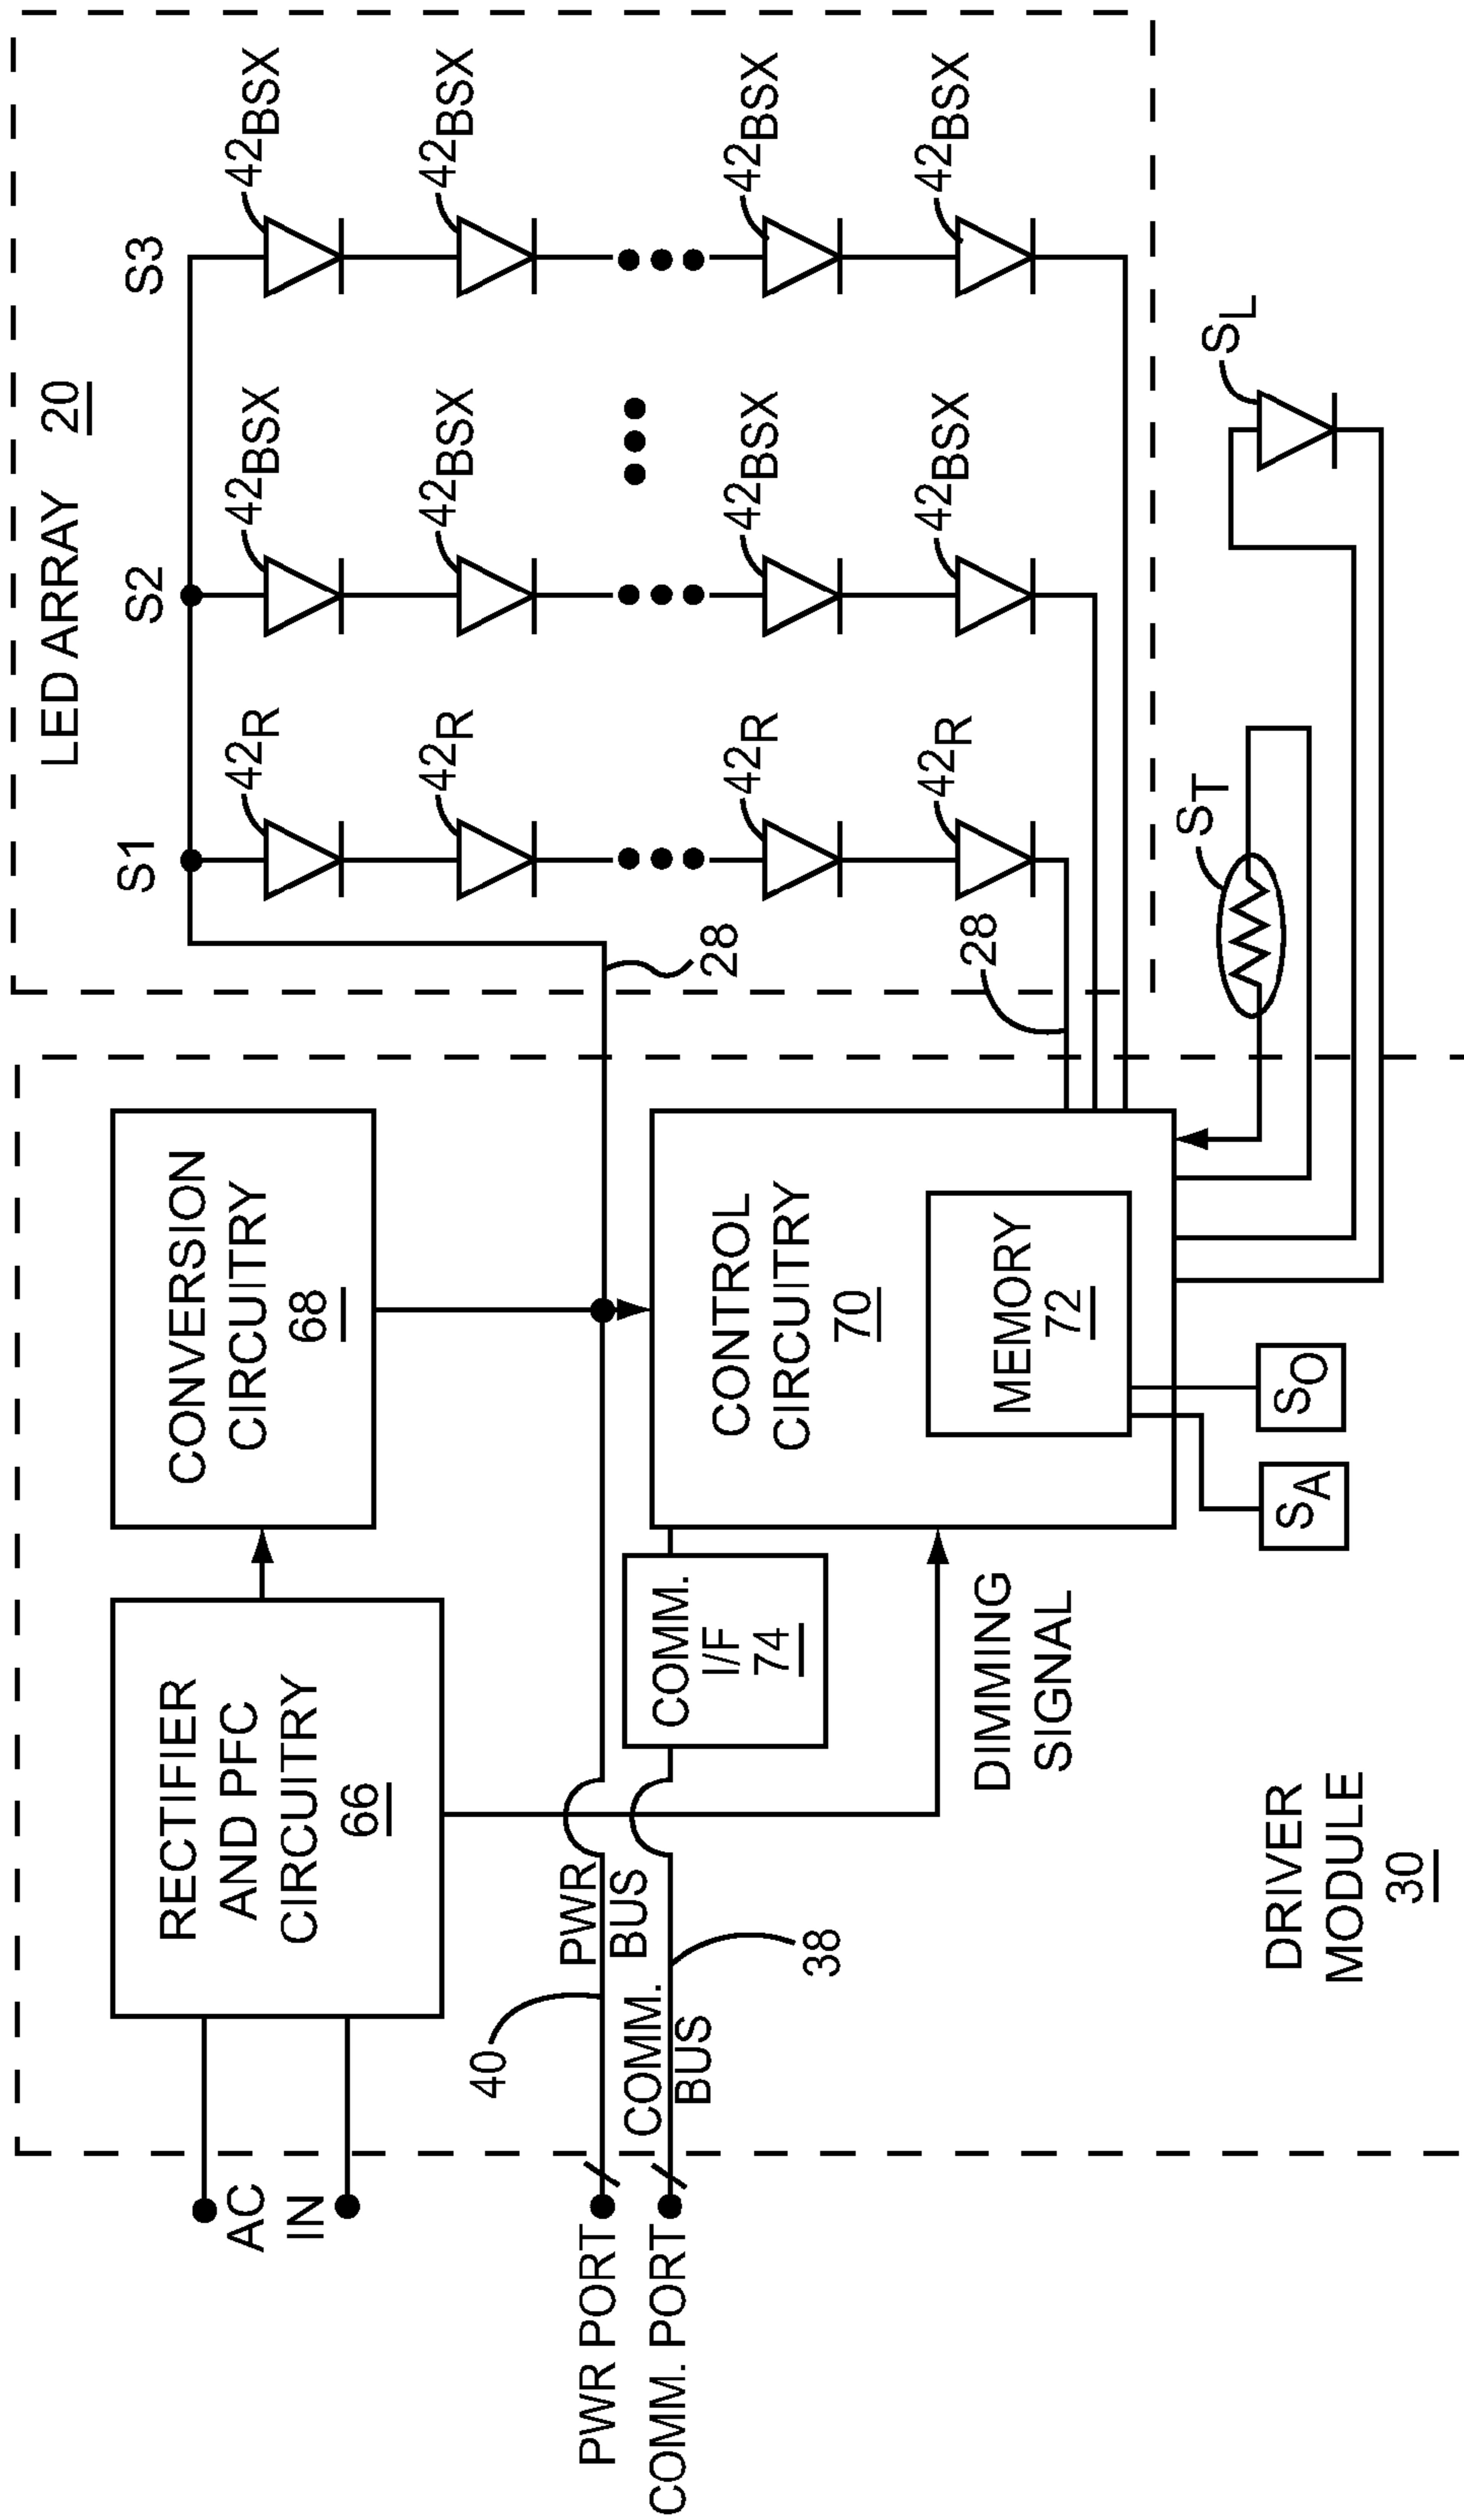 LED ARRAY
20
S1
S2
S3
42R
42BSX
42BSX
42R
42BSX
42BSX
42R
42BSX
42BSX
42R
42BSX
42BSX
28
28
ST
SL
RECTIFIER
AND PFC
CIRCUITRY
66
CONVERSION
CIRCUITRY
68
AC
IN
40
PWR
BUS
COMM.
BUS
38
PWR PORT
COMM. PORT
COMM.
I/F
74
CONTROL
CIRCUITRY
70
MEMORY
72
DIMMING
SIGNAL
SA
SO
DRIVER
MODULE
30